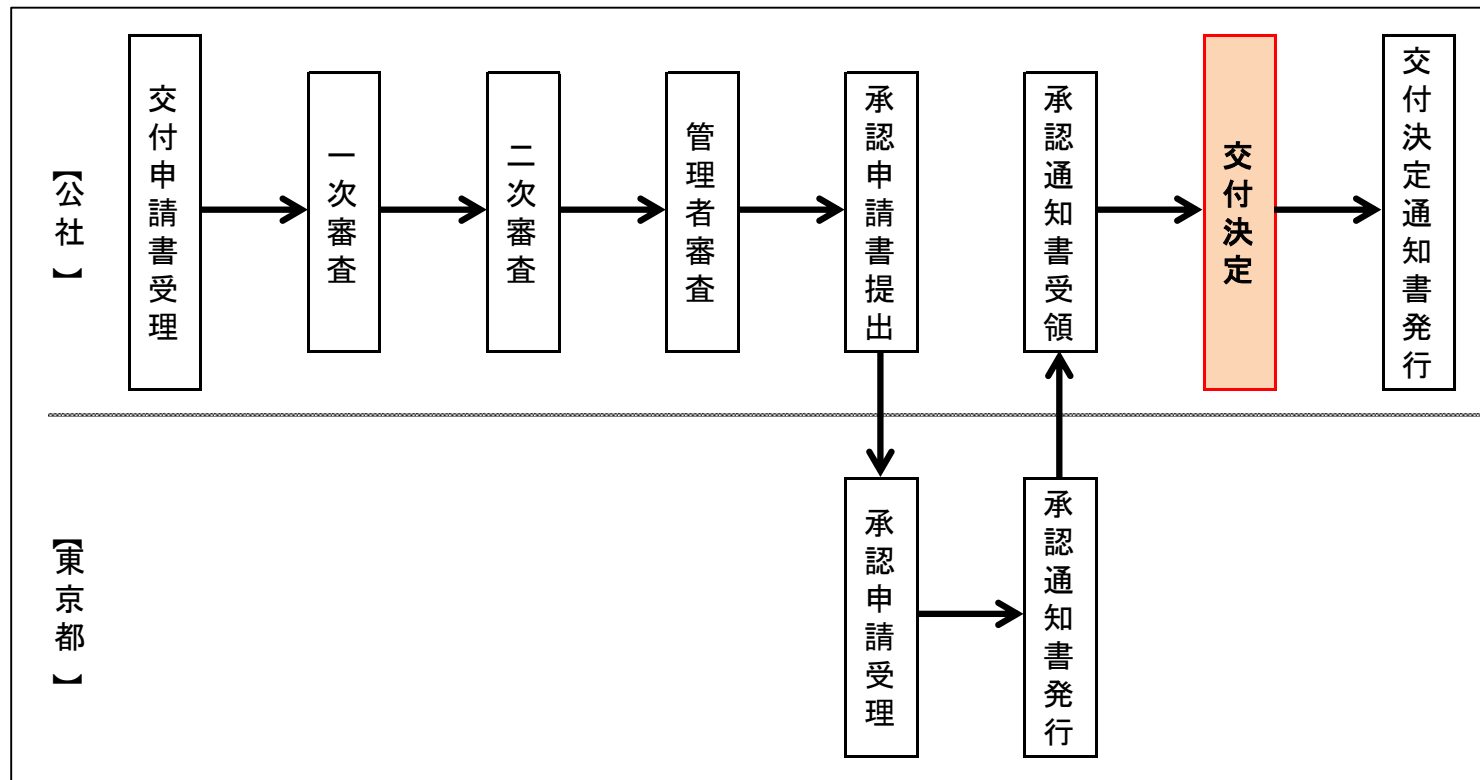 【公社】
交付申請書受理
一次審査
二次審査
管理者審査
承認申請書提出
承認通知書受領
交付決定
交付決定通知書発行
【東京都】
承認申請受理
承認通知書発行